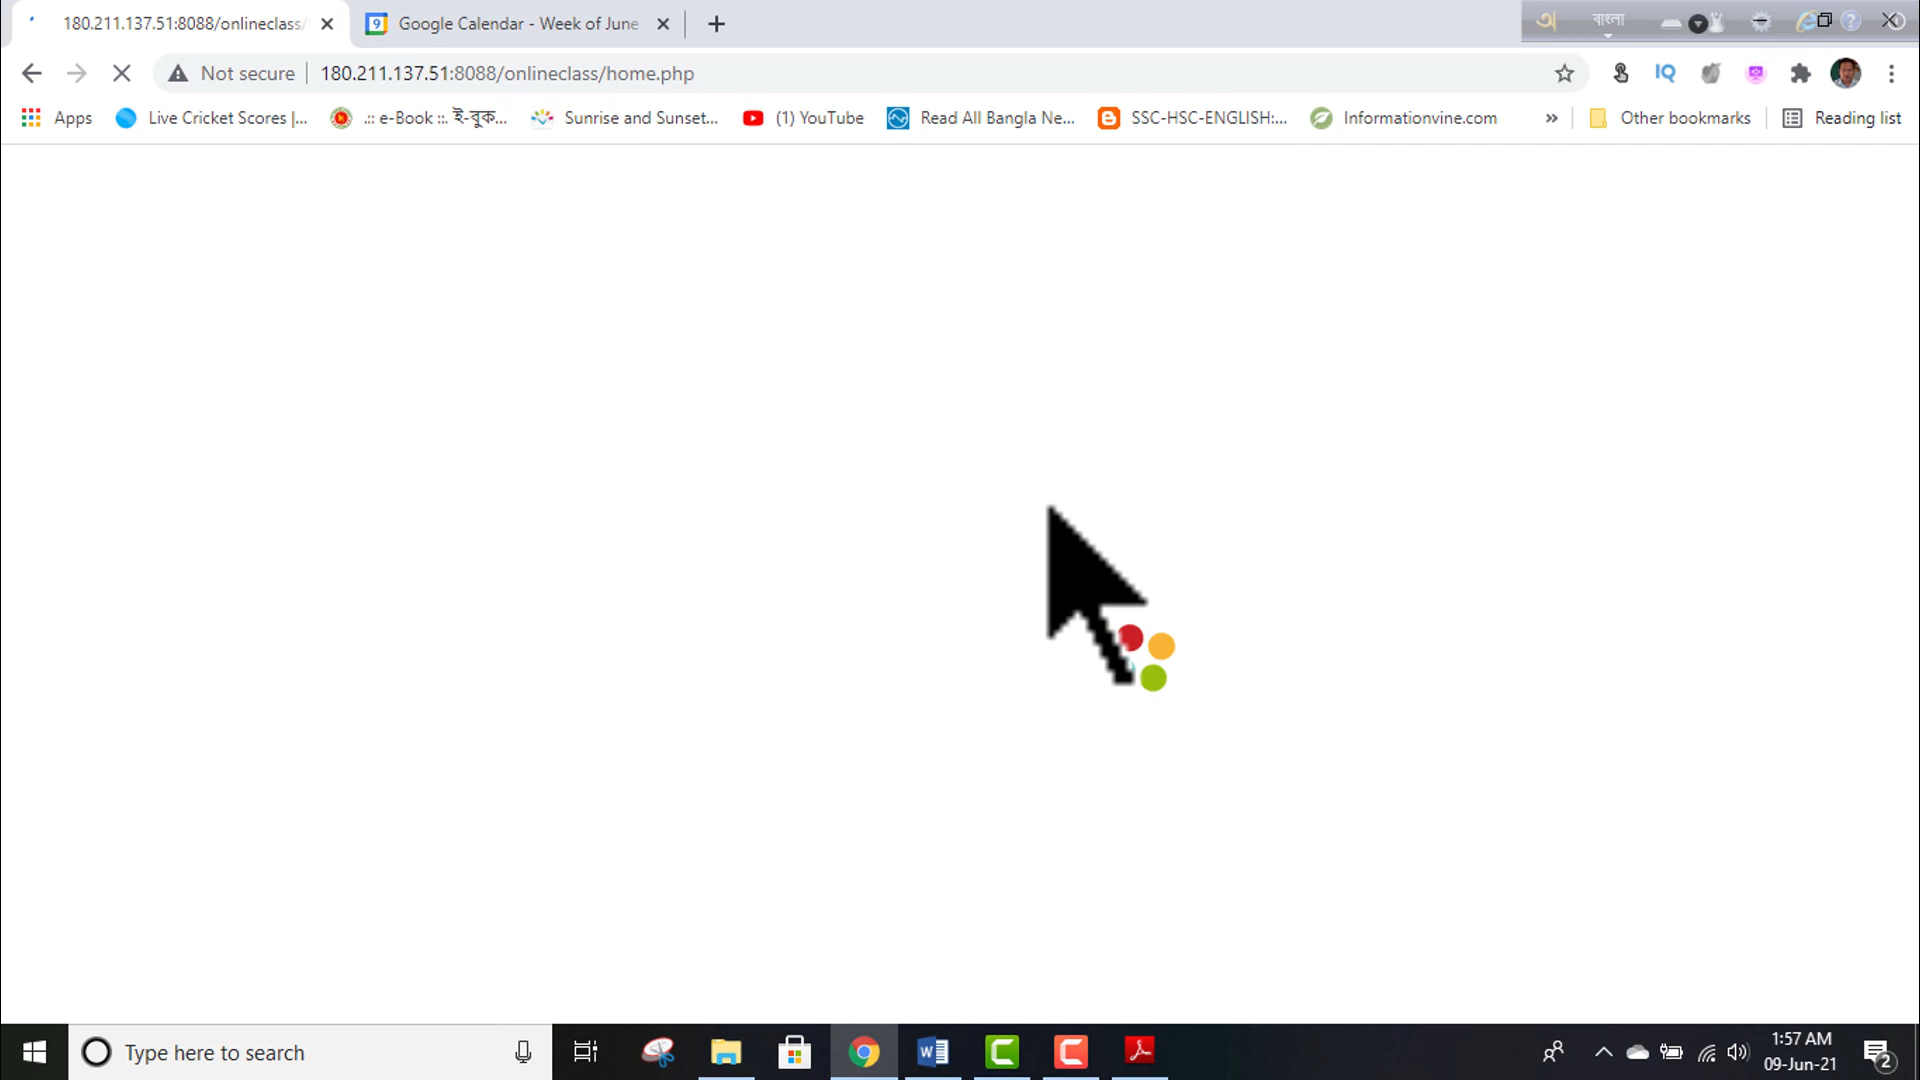 180.211.137.51:8088/onlineclass/
Google Calendar - Week of June
বাংলা
Not secure
180.211.137.51:8088/onlineclass/home.php
IQ
Apps
Live Cricket Scores |...
.:: e-Book ::. ই-বুক...
Sunrise and Sunset...
(1) YouTube
Read All Bangla Ne...
SSC-HSC-ENGLISH:...
Informationvine.com
»
Other bookmarks
Reading list
Type here to search
1:57 AM
09-Jun-21
2